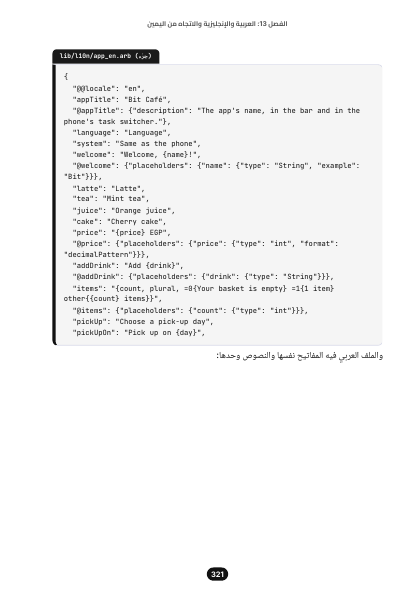 الفصل 13: العربية والإنجليزية والاتجاه من اليمين
lib/l10n/app_en.arb (جزء)
{
"@@locale": "en",
"appTitle": "Bit Café",
"@appTitle": {"description": "The app's name, in the bar and in the
phone's task switcher."},
"language": "Language",
"system": "Same as the phone",
"welcome": "Welcome, {name}!",
"@welcome": {"placeholders": {"name": {"type": "String", "example":
"Bit"}}},
"latte": "Latte",
"tea": "Mint tea",
"juice": "Orange juice",
"cake": "Cherry cake",
"price": "{price} EGP",
"@price": {"placeholders": {"price": {"type": "int", "format":
"decimalPattern"}}},
"addDrink": "Add {drink}",
"@addDrink": {"placeholders": {"drink": {"type": "String"}}},
"items": "{count, plural, =0{Your basket is empty} =1{1 item}
other{{count} items}}",
"@items": {"placeholders": {"count": {"type": "int"}}},
"pickUp": "Choose a pick-up day",
"pickUpOn": "Pick up on {day}",
والملف العربي فيه المفاتيح نفسها والنصوص وحدها:
321